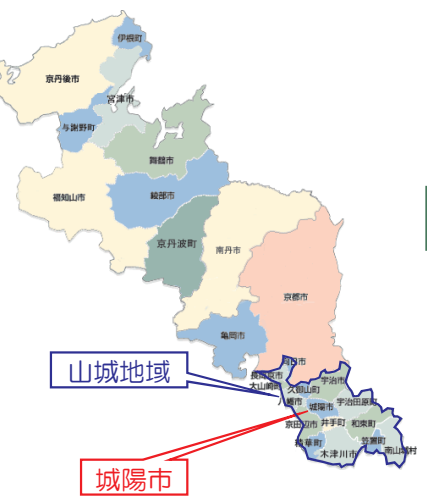 伊根町
京丹後市
宮津市
与謝野町
舞鶴市
福知山市
綾部市
京丹波町
南丹市
京都市
亀岡市
向日市
長岡京市
大山崎町
久御山町
宇治市
八幡市
城陽市
宇治田原町
京田辺市
井手町
和束町
精華町
笠置町
南山城村
木津川市
山城地域
城陽市